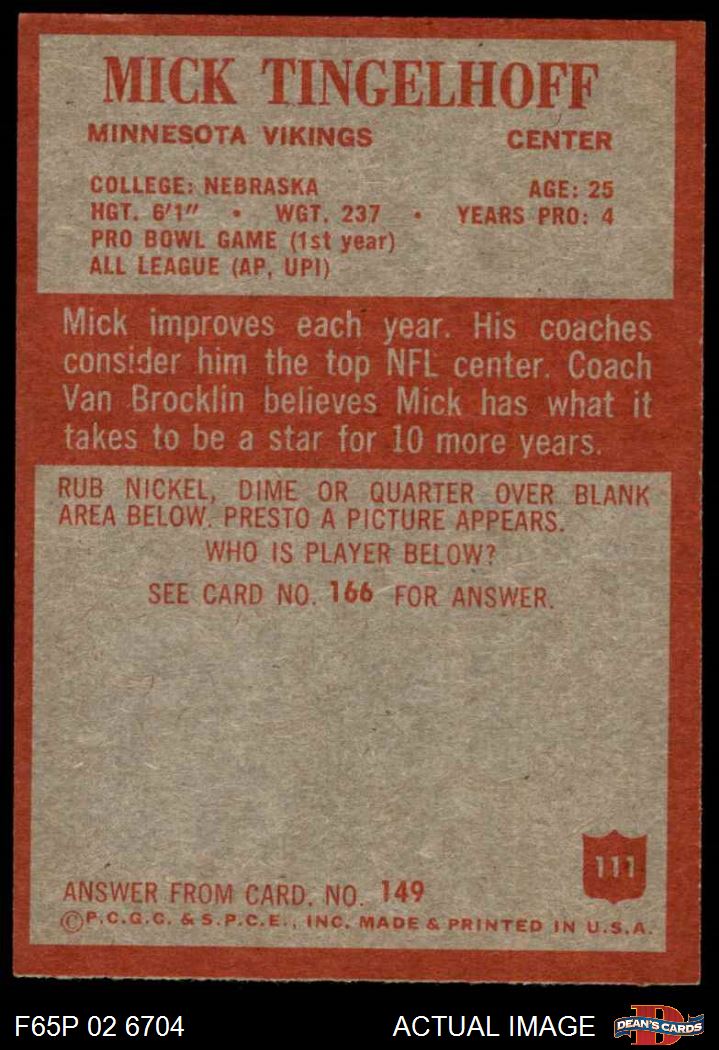 MICK TINGELHOFF
MINNESOTA VIKINGS CENTER
COLLEGE: NEBRASKA AGE: 25
HGT. 6'1" • WGT. 237 • YEARS PRO: 4
PRO BOWL GAME (1st year)
ALL LEAGUE (AP, UPI)
Mick improves each year. His coaches
consider him the top NFL center. Coach
Van Brocklin believes Mick has what it
takes to be a star for 10 more years.
RUB NICKEL, DIME OR QUARTER OVER BLANK
AREA BELOW. PRESTO A PICTURE APPEARS.
WHO IS PLAYER BELOW?
SEE CARD NO. 166 FOR ANSWER.
111
ANSWER FROM CARD. NO. 149
©P.C.G.C. & S.P.C.E., INC. MADE & PRINTED IN U.S.A.
F65P 02 6704 ACTUAL IMAGE D DEAN'S CARDS